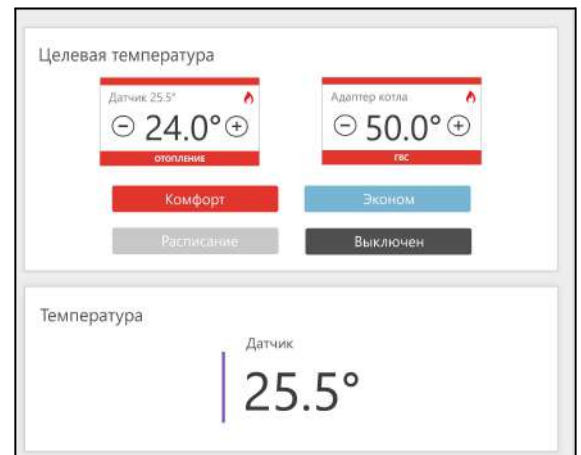 Целевая температура
Датчик 25.5°
24.0°
ОТОПЛЕНИЕ
Адаптер котла
50.0°
ГВС
Комфорт
Эконом
Расписание
Выключен
Температура
Датчик
25.5°